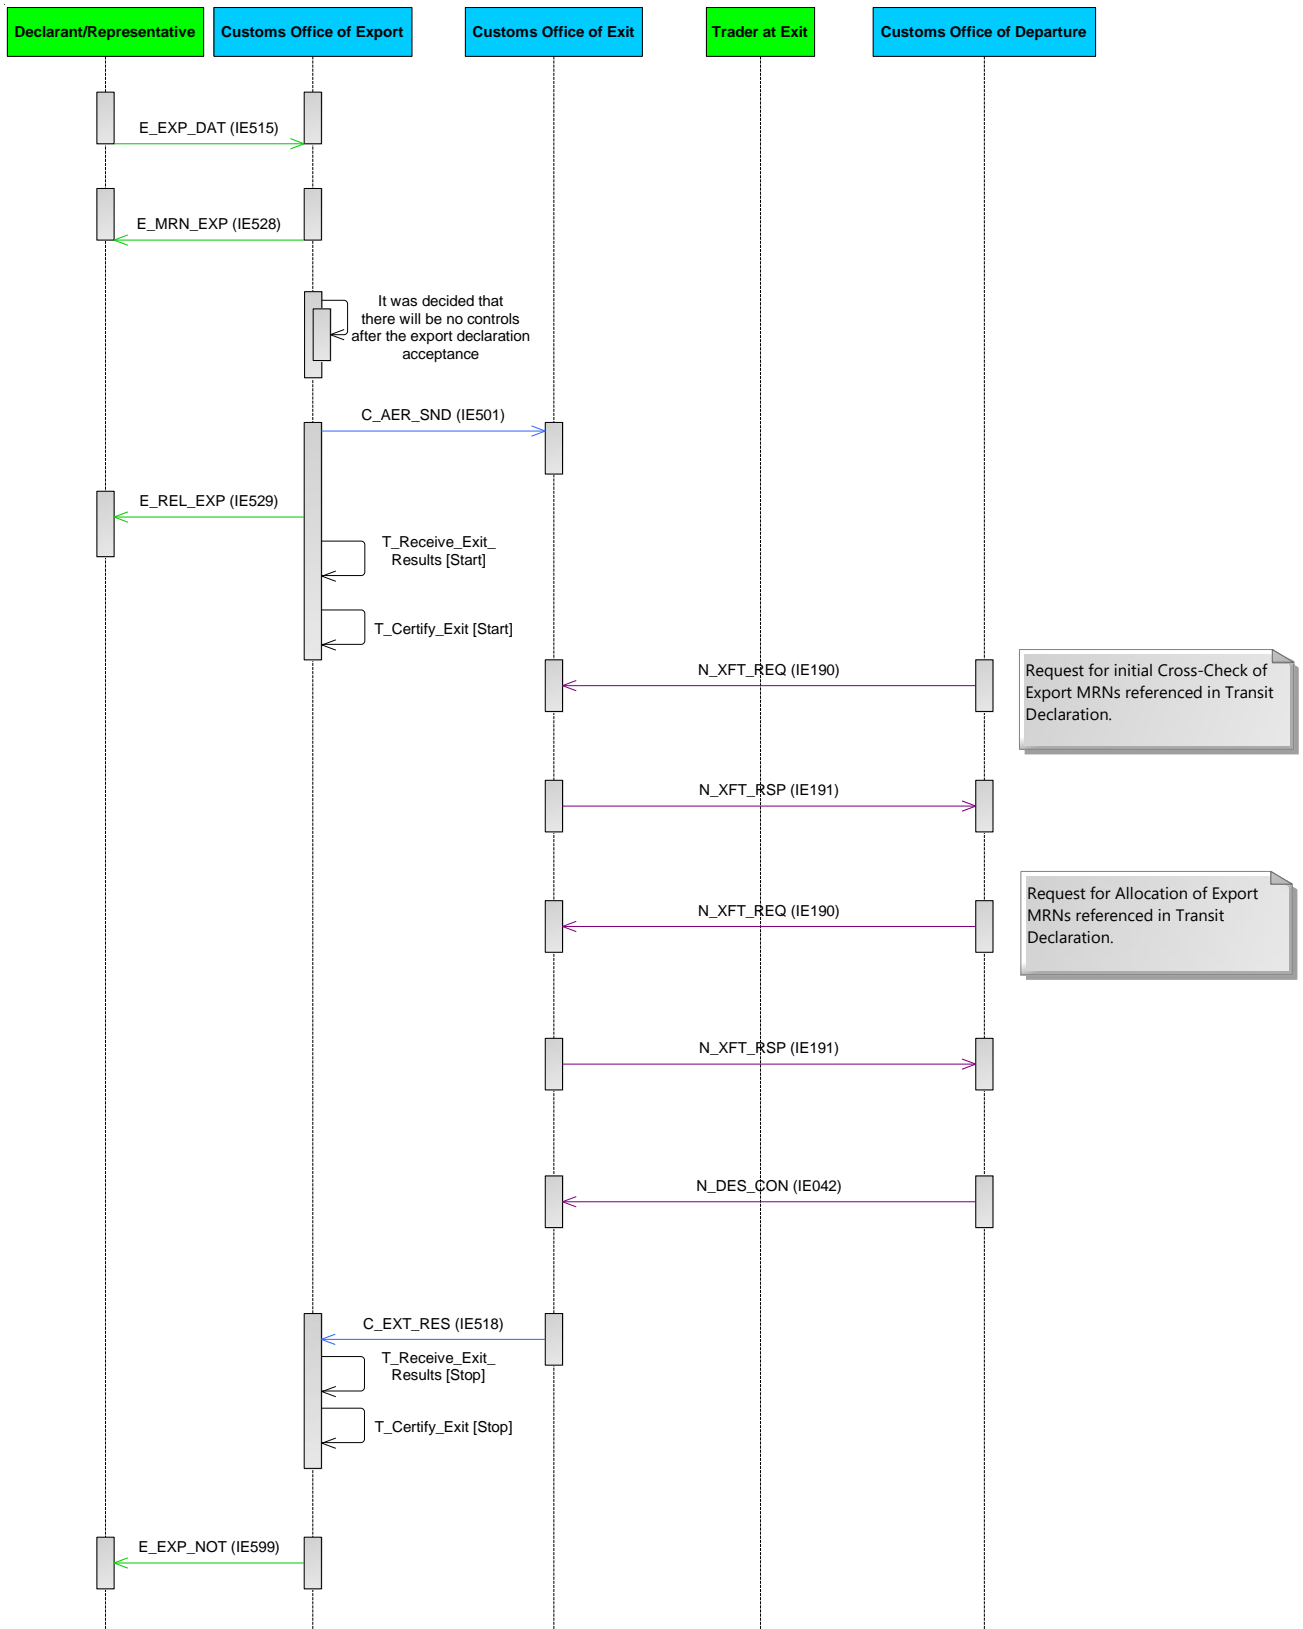 Declarant/Representative
Customs Office of Export
Customs Office of Exit
Trader at Exit
Customs Office of Departure
E_EXP_DAT (IE515)
E_MRN_EXP (IE528)
It was decided that
there will be no controls
after the export declaration
acceptance
C_AER_SND (IE501)
E_REL_EXP (IE529)
T_Receive_Exit_
Results [Start]
T_Certify_Exit [Start]
N_XFT_REQ (IE190)
Request for initial Cross-Check of
Export MRNs referenced in Transit
Declaration.
N_XFT_RSP (IE191)
N_XFT_REQ (IE190)
Request for Allocation of Export
MRNs referenced in Transit
Declaration.
N_XFT_RSP (IE191)
N_DES_CON (IE042)
C_EXT_RES (IE518)
T_Receive_Exit_
Results [Stop]
T_Certify_Exit [Stop]
E_EXP_NOT (IE599)